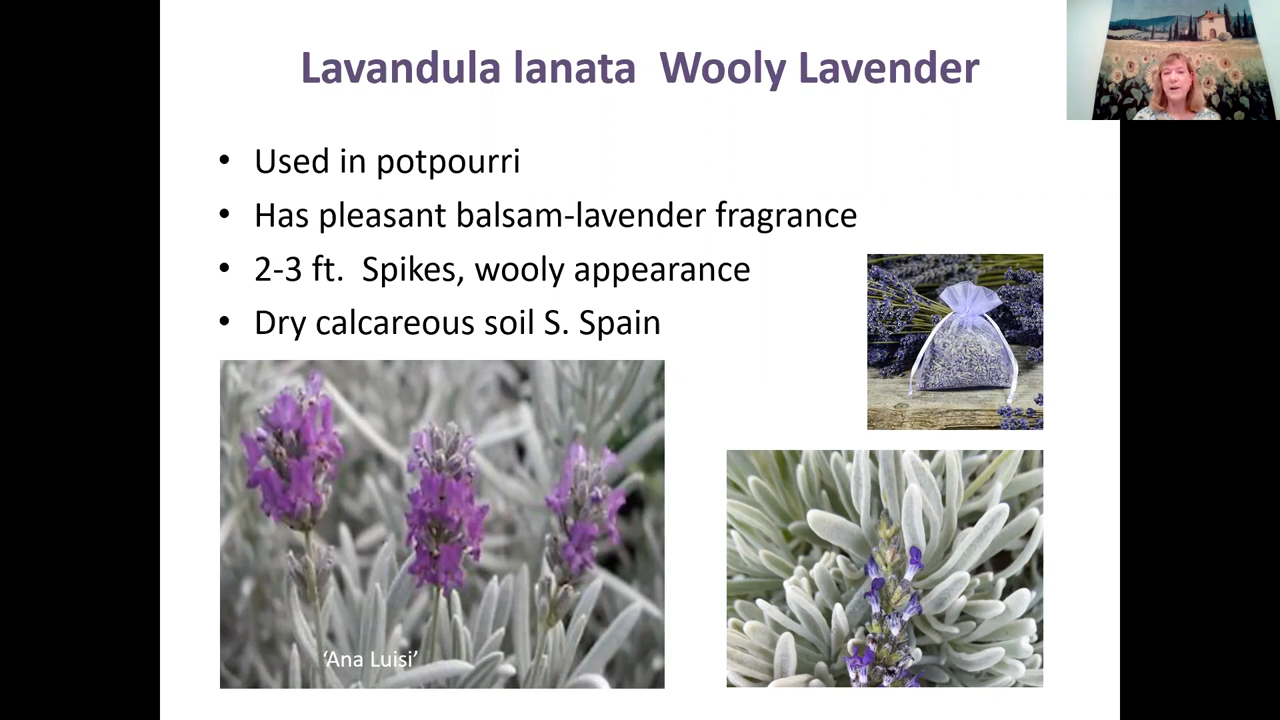 Lavandula lanata  Wooly Lavender
• Used in potpourri
• Has pleasant balsam-lavender fragrance
• 2-3 ft.  Spikes, wooly appearance
• Dry calcareous soil S. Spain
‘Ana Luisi’